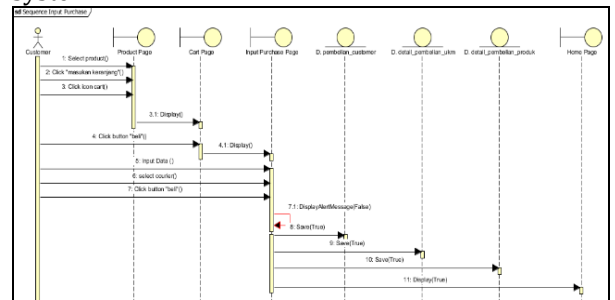 system
sd Sequence Input Purchase
Customer
Product Page
Cart Page
Input Purchase Page
D. pembelian_customer
D. detail_pembelian_ukm
D. detail_pembelian_produk
Home Page
1: Select product()
2: Click "masukan keranjang"()
3: Click icon cart()
3.1: Display()
4: Click button "beli"()
4.1: Display()
5: Input Data ()
6: select courier()
7: Click button "beli"()
7.1: DisplayAlertMessage(False)
8: Save(True)
9: Save(True)
10: Save(True)
11: Display(True)